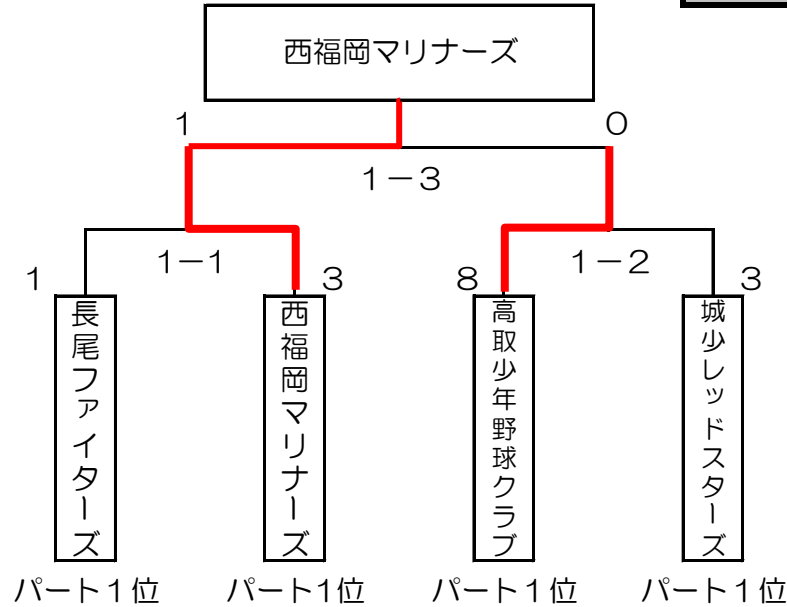 西福岡マリナーズ
1 0
1－3
1－1 1－2
1 3 8 3
長尾ファイターズ
西福岡マリナーズ
高取少年野球クラブ
城少レッドスターズ
パート１位 パート1位 パート１位 パート１位